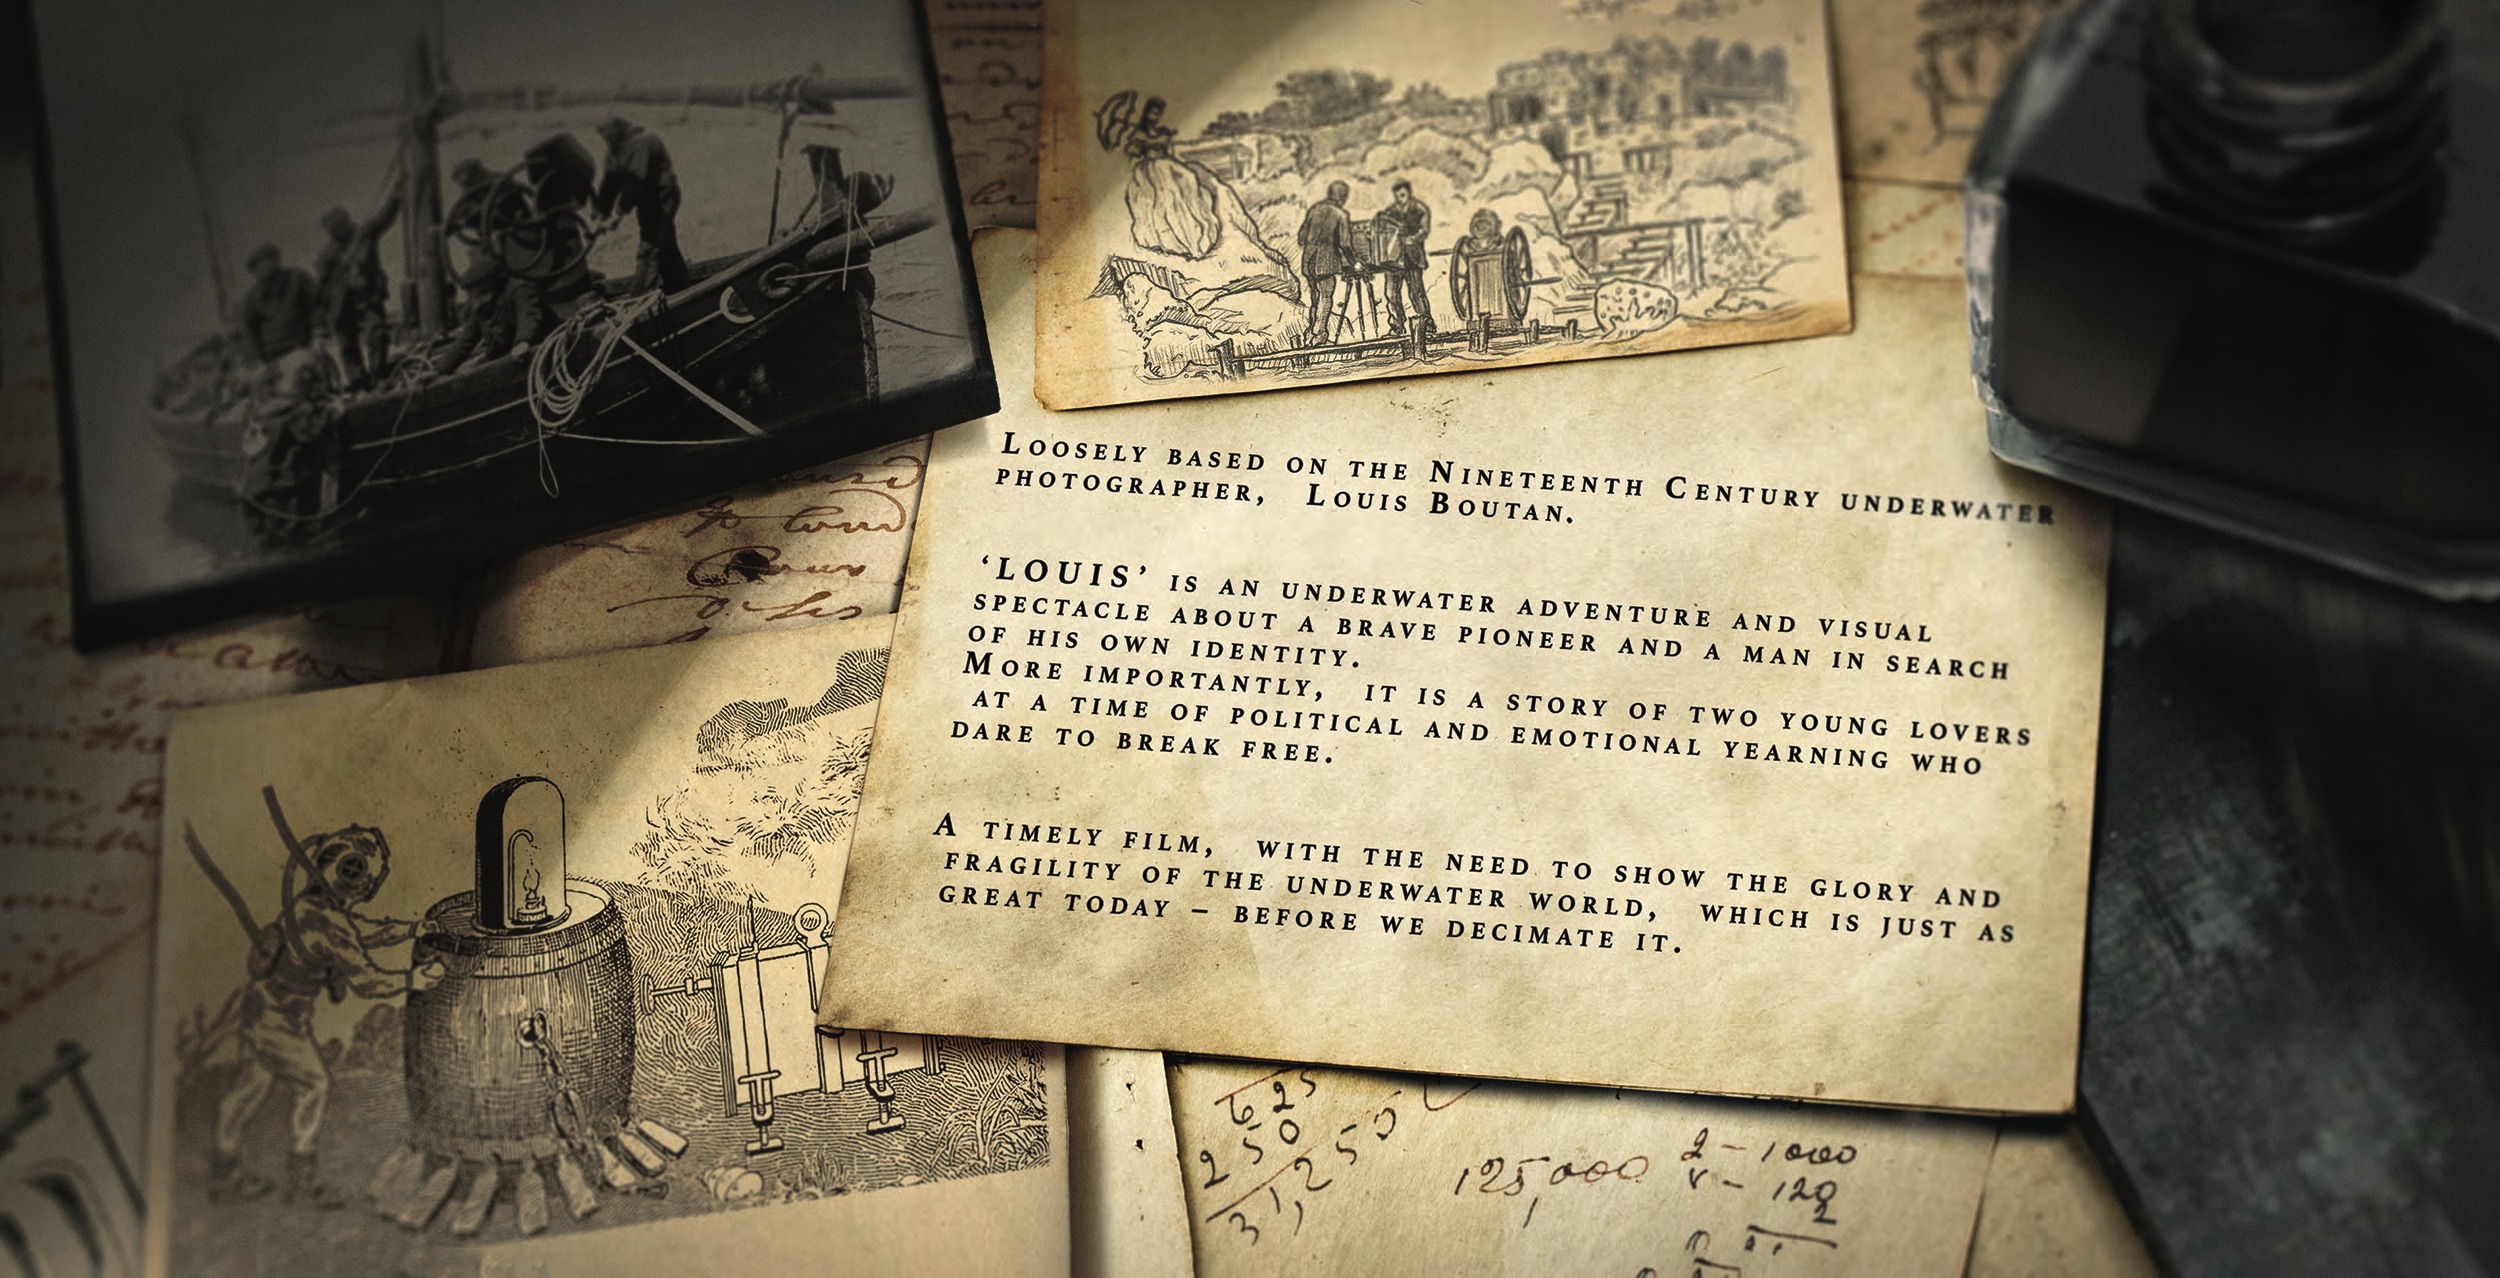 Loosely based on the Nineteenth Century underwater
photographer, Louis Boutan.
'LOUIS' is an underwater adventure and visual
spectacle about a brave pioneer and a man in search
of his own identity.
More importantly, it is a story of two young lovers
at a time of political and emotional yearning who
dare to break free.
A timely film, with the need to show the glory and
fragility of the underwater world, which is just as
great today – before we decimate it.
625
250
31,250
125,000
2 - 1000